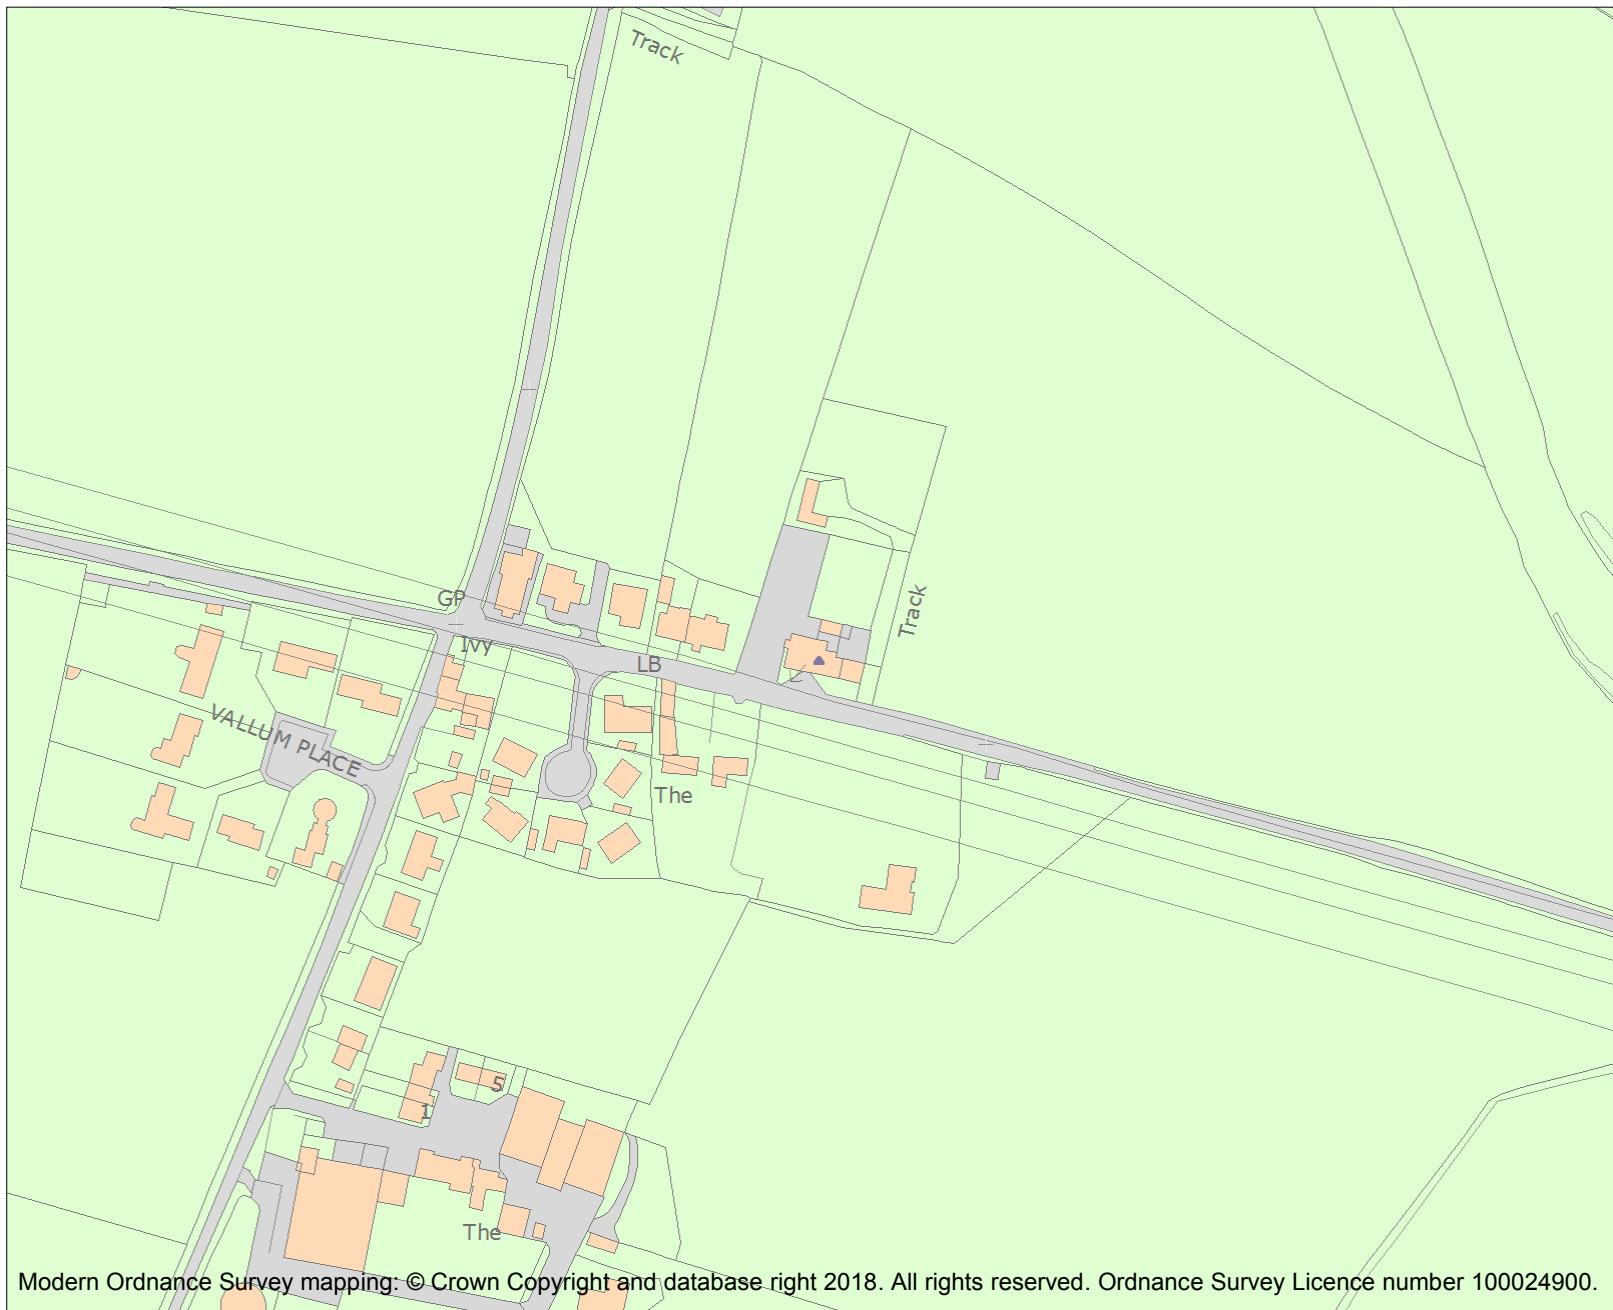 Track
GP
Ivy
LB
Track
VALLUM PLACE
The
5
1
The
Modern Ordnance Survey mapping: © Crown Copyright and database right 2018. All rights reserved. Ordnance Survey Licence number 100024900.